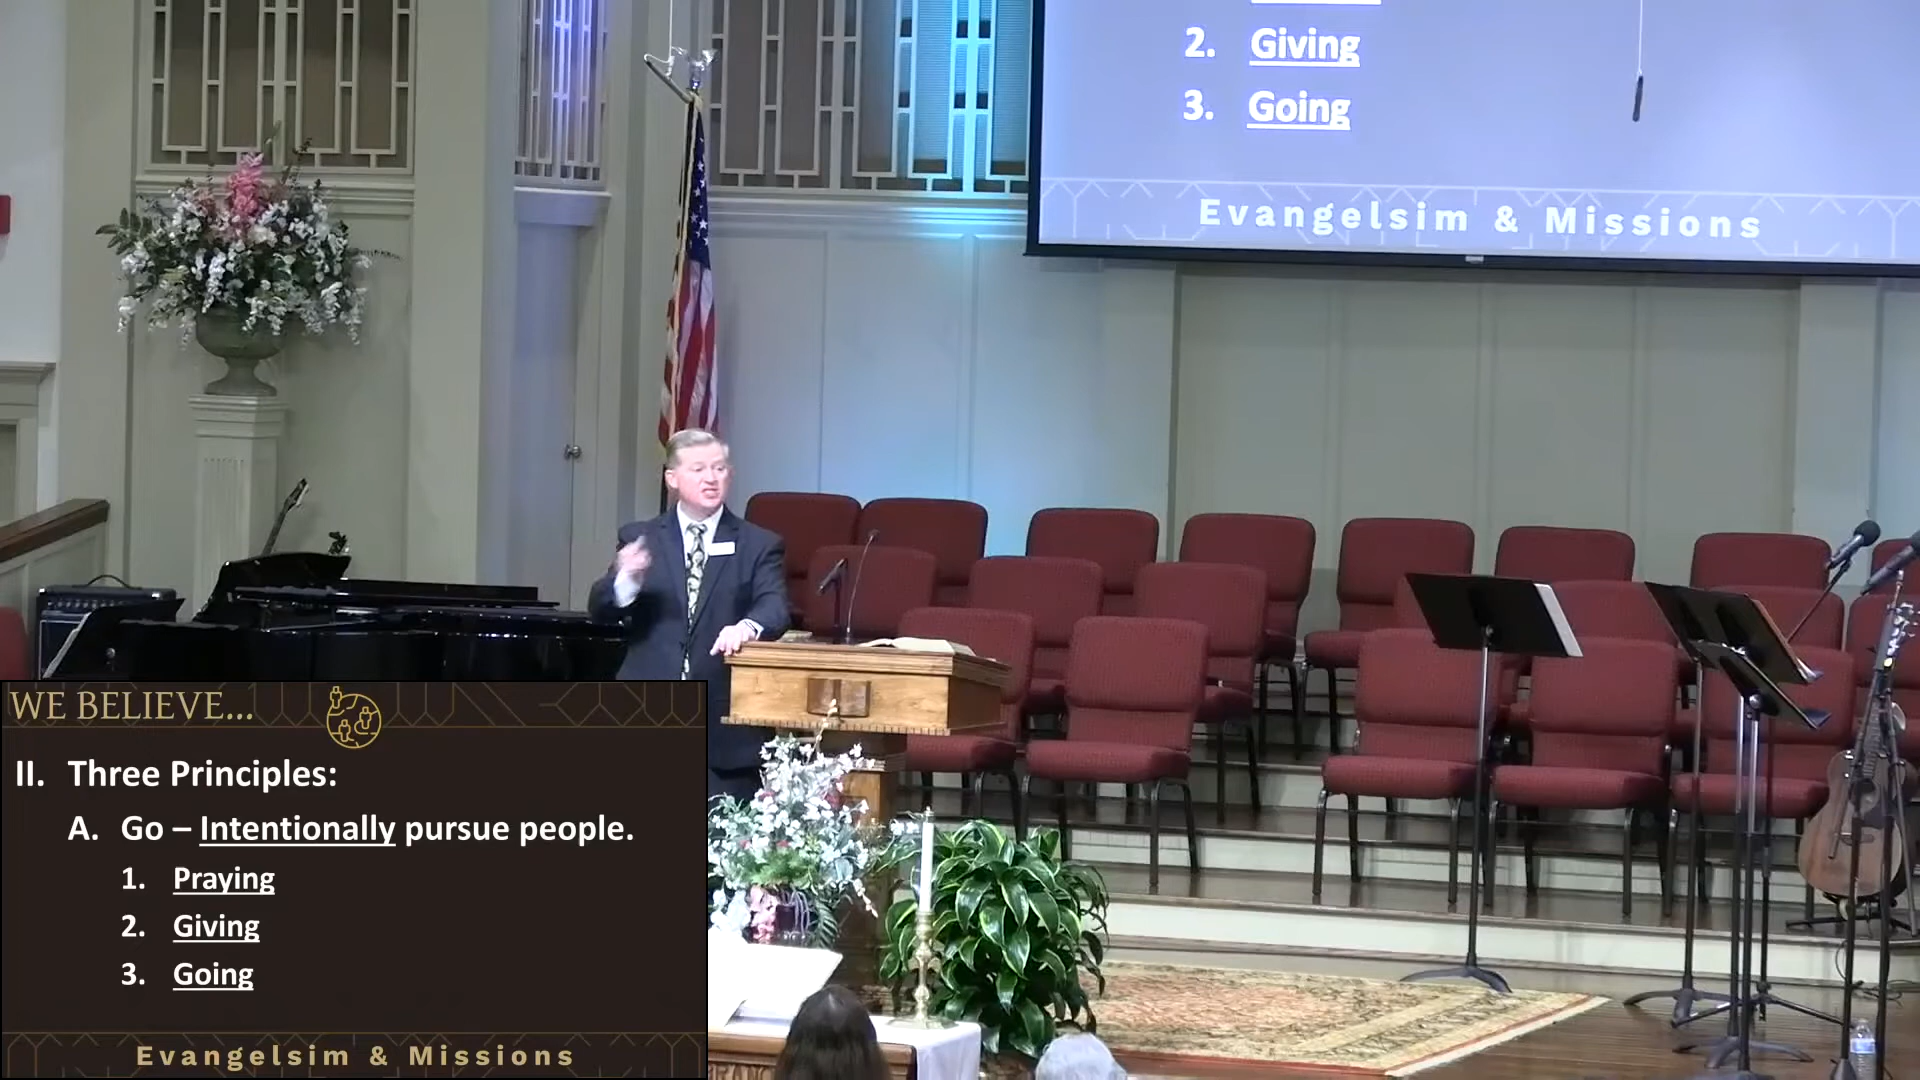 2. Giving
3. Going
Evangelsim & Missions
WE BELIEVE...
II. Three Principles:
A. Go – Intentionally pursue people.
1. Praying
2. Giving
3. Going
Evangelsim & Missions